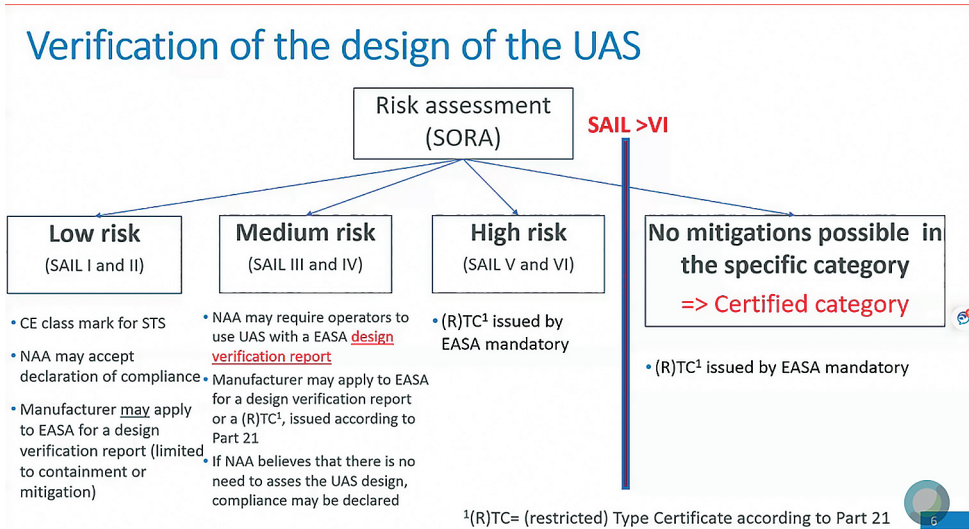 Verification of the design of the UAS
Risk assessment
(SORA)
SAIL >VI
Low risk
(SAIL I and II)
Medium risk
(SAIL III and IV)
High risk
(SAIL V and VI)
No mitigations possible in
the specific category
=> Certified category
• CE class mark for STS
• NAA may accept
declaration of compliance
• Manufacturer may apply
to EASA for a design
verification report (limited
to containment or
mitigation)
• NAA may require operators to
use UAS with a EASA design
verification report
• Manufacturer may apply to EASA
for a design verification report
or a (R)TC¹, issued according to
Part 21
• If NAA believes that there is no
need to asses the UAS design,
compliance may be declared
• (R)TC¹ issued by
EASA mandatory
• (R)TC¹ issued by EASA mandatory
¹(R)TC= (restricted) Type Certificate according to Part 21
6